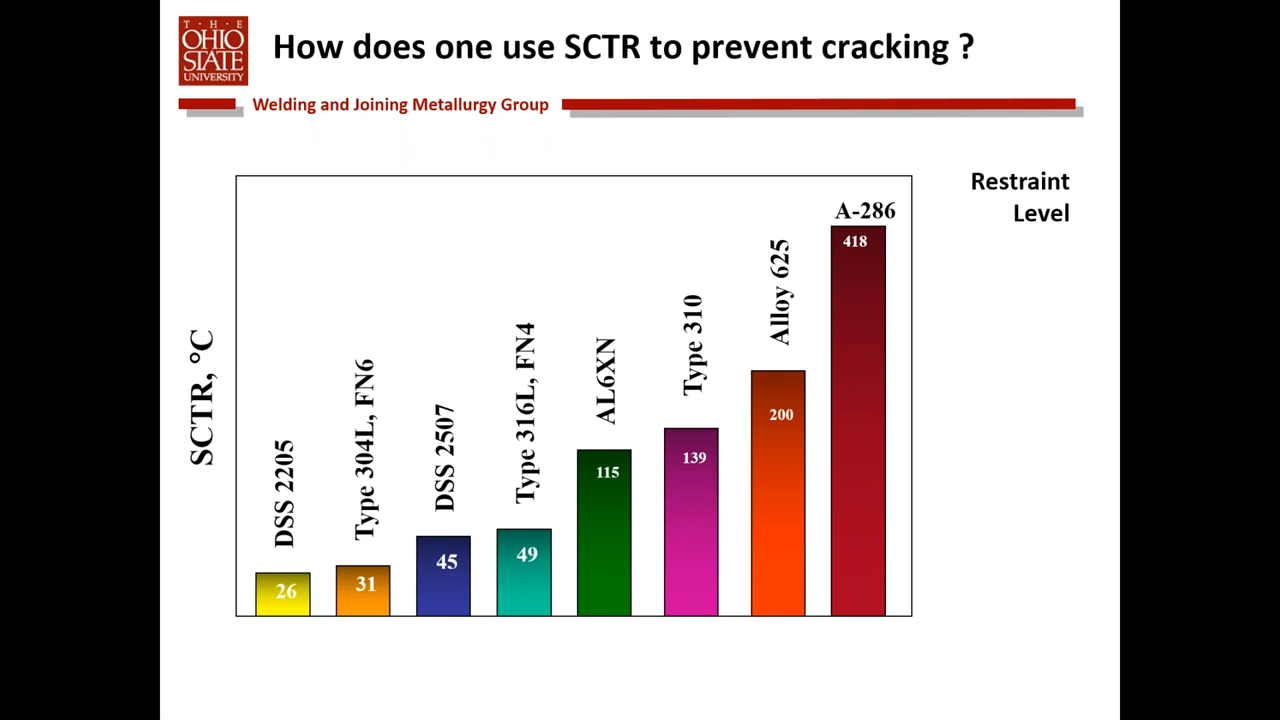 T·H·E
OHIO
STATE
UNIVERSITY
How does one use SCTR to prevent cracking ?
Welding and Joining Metallurgy Group
Restraint
Level
SCTR, °C
DSS 2205
26
Type 304L, FN6
31
DSS 2507
45
Type 316L, FN4
49
AL6XN
115
Type 310
139
Alloy 625
200
A-286
418